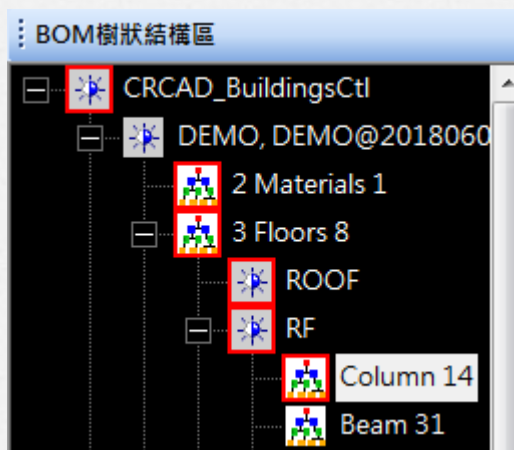 BOM樹狀結構區
CRCAD_BuildingsCtl
DEMO, DEMO@2018060
2 Materials 1
3 Floors 8
ROOF
RF
Column 14
Beam 31